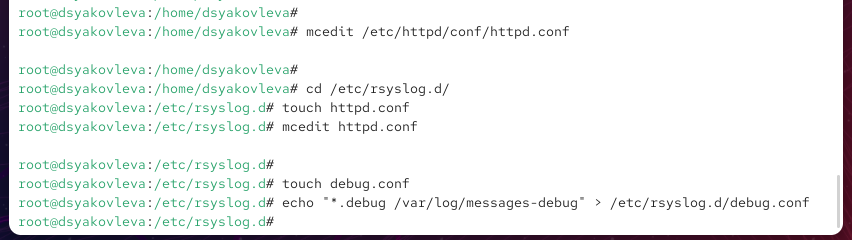 root@dsyakovleva:/home/dsyakovleva#
root@dsyakovleva:/home/dsyakovleva# mcedit /etc/httpd/conf/httpd.conf
root@dsyakovleva:/home/dsyakovleva#
root@dsyakovleva:/home/dsyakovleva# cd /etc/rsyslog.d/
root@dsyakovleva:/etc/rsyslog.d# touch httpd.conf
root@dsyakovleva:/etc/rsyslog.d# mcedit httpd.conf
root@dsyakovleva:/etc/rsyslog.d#
root@dsyakovleva:/etc/rsyslog.d# touch debug.conf
root@dsyakovleva:/etc/rsyslog.d# echo "*.debug /var/log/messages-debug" > /etc/rsyslog.d/debug.conf
root@dsyakovleva:/etc/rsyslog.d#